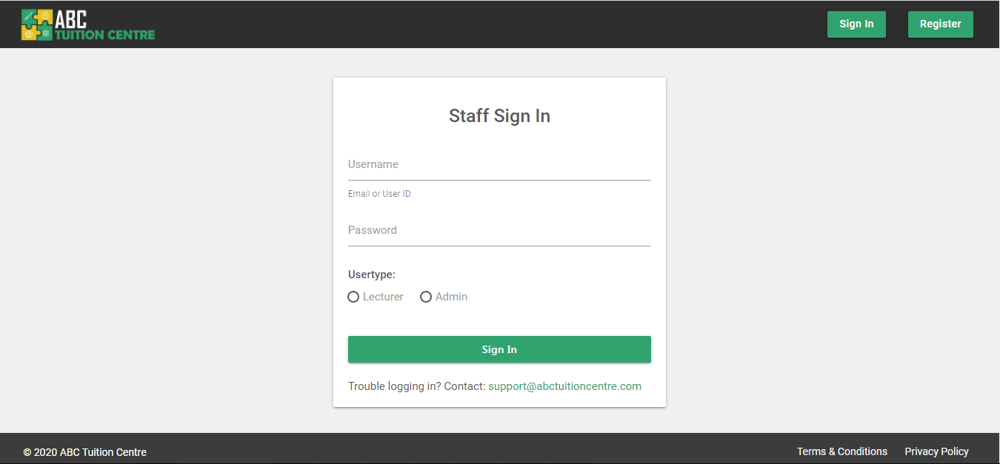 ABC
TUITION CENTRE
Sign In
Register
Staff Sign In
Username
Email or User ID
Password
Usertype:
Lecturer
Admin
Sign In
Trouble logging in? Contact: support@abctuitioncentre.com
© 2020 ABC Tuition Centre
Terms & Conditions
Privacy Policy